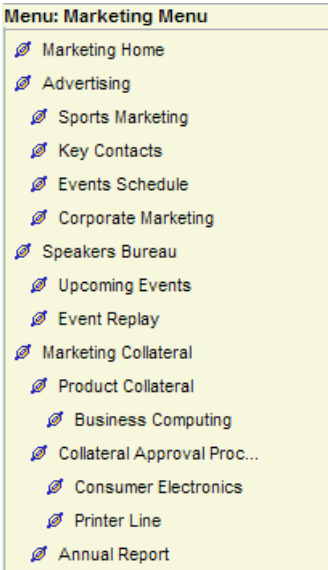 Menu: Marketing Menu
Marketing Home
Advertising
Sports Marketing
Key Contacts
Events Schedule
Corporate Marketing
Speakers Bureau
Upcoming Events
Event Replay
Marketing Collateral
Product Collateral
Business Computing
Collateral Approval Proc...
Consumer Electronics
Printer Line
Annual Report